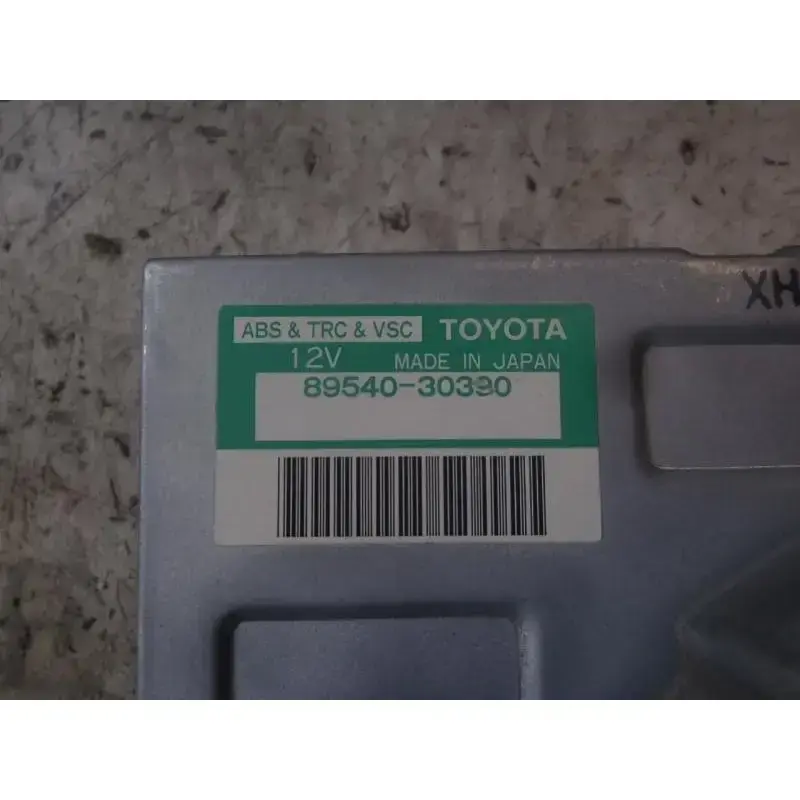 XH
ABS & TRC & VSC TOYOTA
12V MADE IN JAPAN
89540-30390